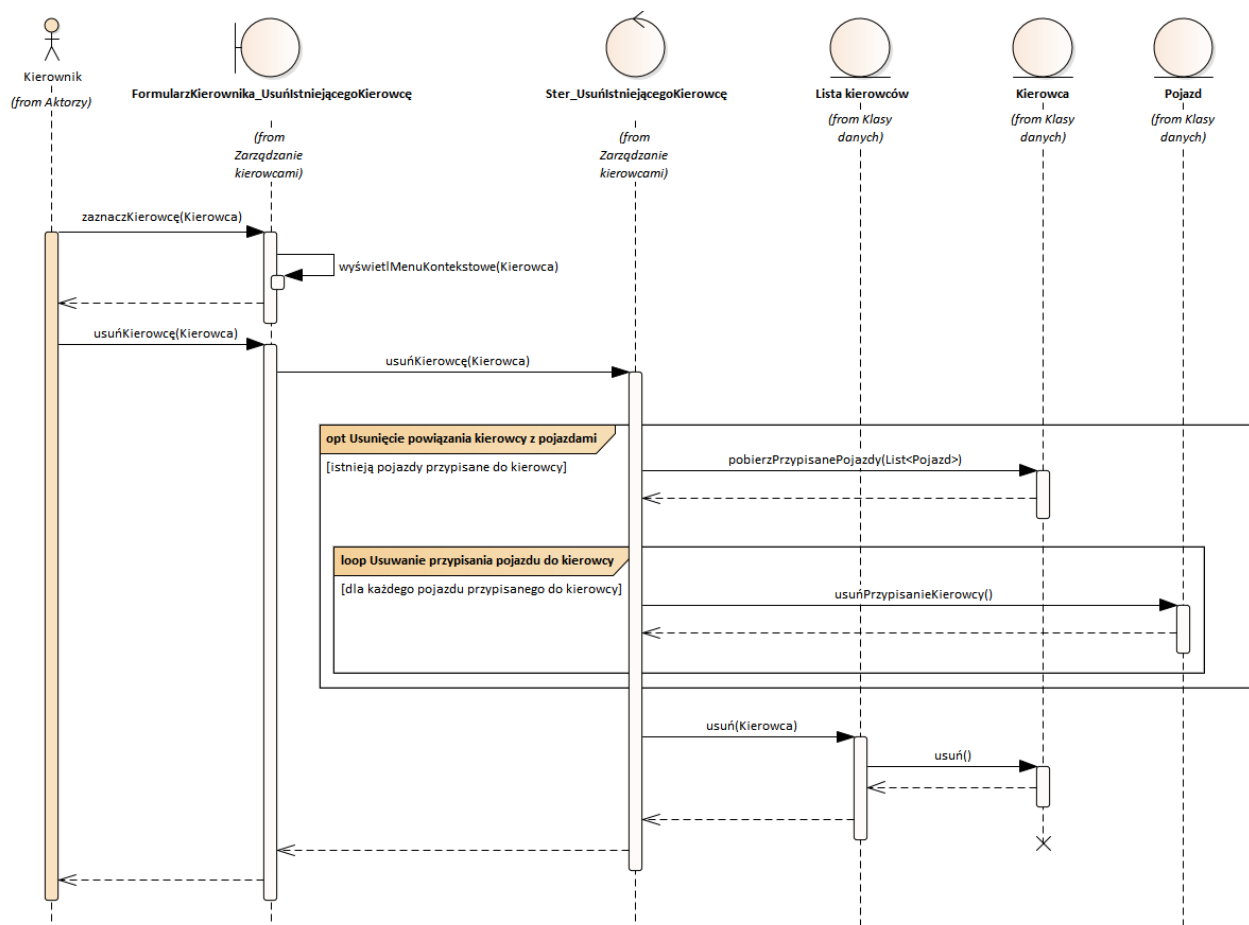 Kierownik
(from Aktorzy)
FormularzKierownika_UsuńIstniejącegoKierowcę
(from
Zarządzanie
kierowcami)
Ster_UsuńIstniejącegoKierowcę
(from
Zarządzanie
kierowcami)
Lista kierowców
(from Klasy
danych)
Kierowca
(from Klasy
danych)
Pojazd
(from Klasy
danych)
zaznaczKierowcę(Kierowca)
wyświetlMenuKontekstowe(Kierowca)
usuńKierowcę(Kierowca)
usuńKierowcę(Kierowca)
opt Usunięcie powiązania kierowcy z pojazdami
[istnieją pojazdy przypisane do kierowcy]
pobierzPrzypisanePojazdy(List<Pojazd>)
loop Usuwanie przypisania pojazdu do kierowcy
[dla każdego pojazdu przypisanego do kierowcy]
usuńPrzypisanieKierowcy()
usuń(Kierowca)
usuń()